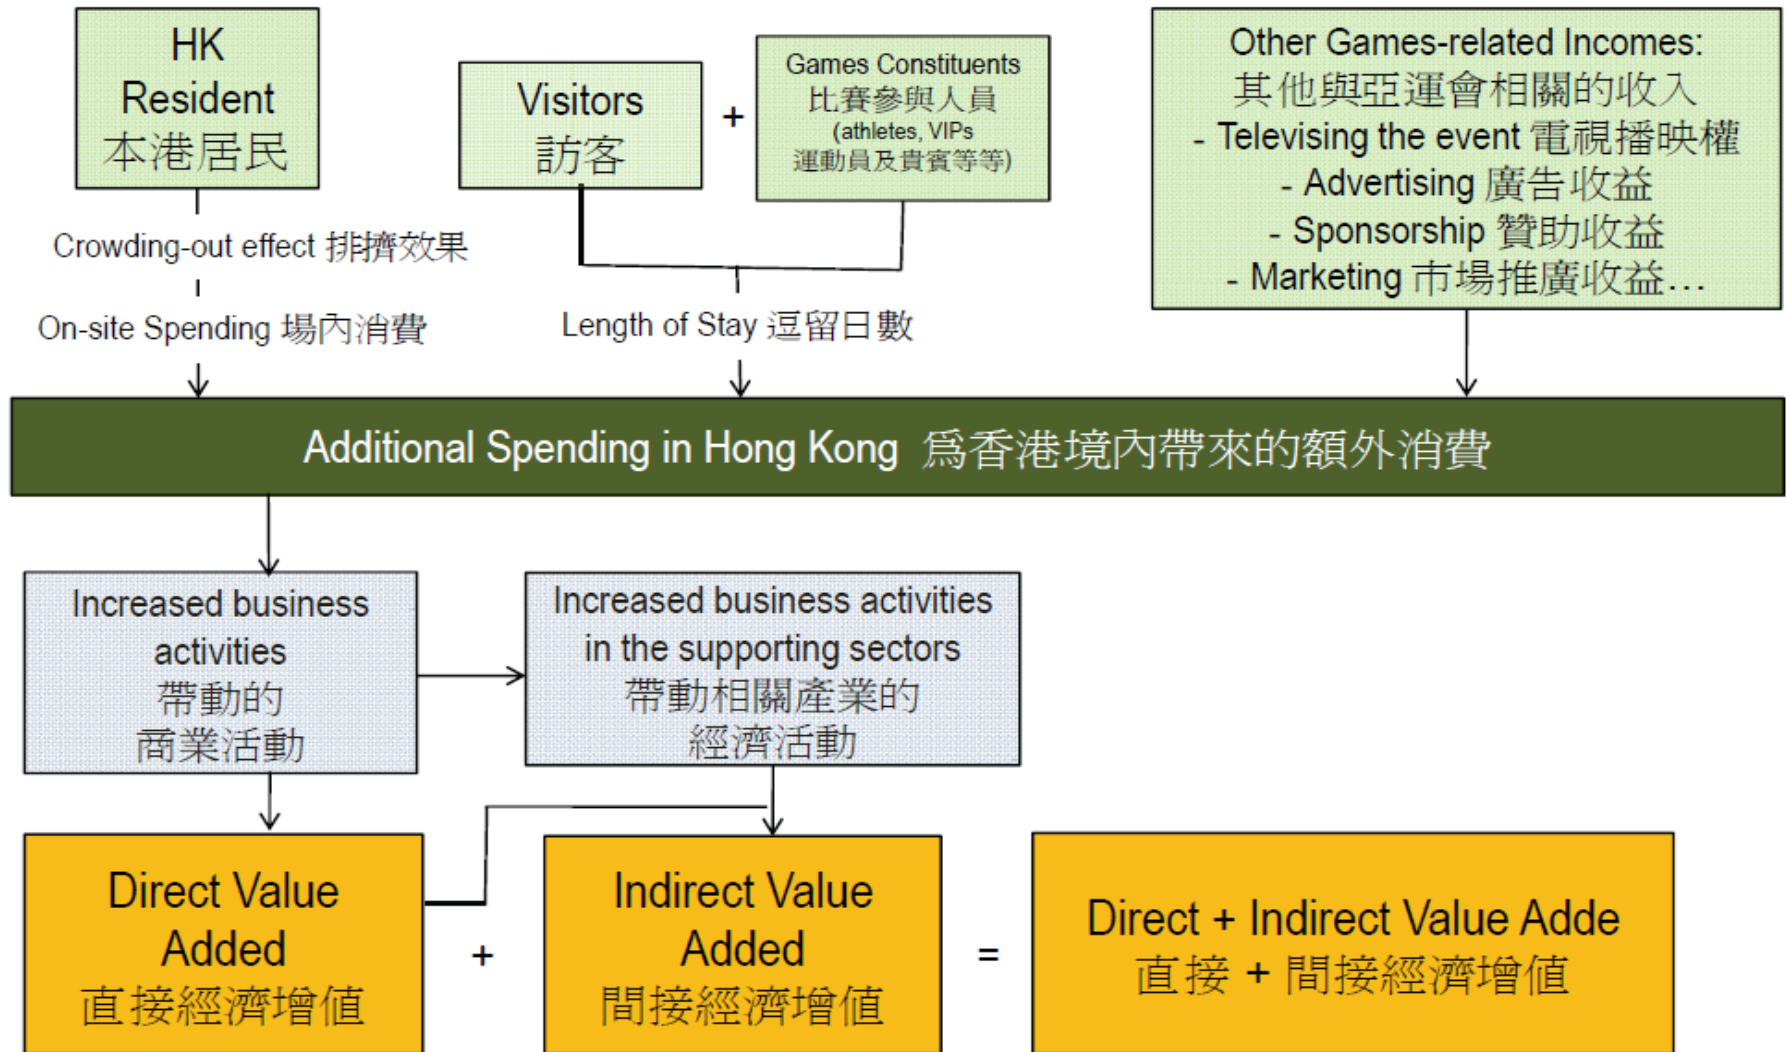 HK
Resident
本港居民
Visitors
訪客
+
Games Constituents
比賽參與人員
(athletes, VIPs
運動員及貴賓等等)
Other Games-related Incomes:
其他與亞運會相關的收入
- Televising the event 電視播映權
- Advertising 廣告收益
- Sponsorship 贊助收益
- Marketing 市場推廣收益…
Crowding-out effect 排擠效果
On-site Spending 場內消費
Length of Stay 逗留日數
Additional Spending in Hong Kong 為香港境內帶來的額外消費
Increased business
activities
帶動的
商業活動
Increased business activities
in the supporting sectors
帶動相關產業的
經濟活動
Direct Value
Added
直接經濟增值
+
Indirect Value
Added
間接經濟增值
=
Direct + Indirect Value Adde
直接 + 間接經濟增值